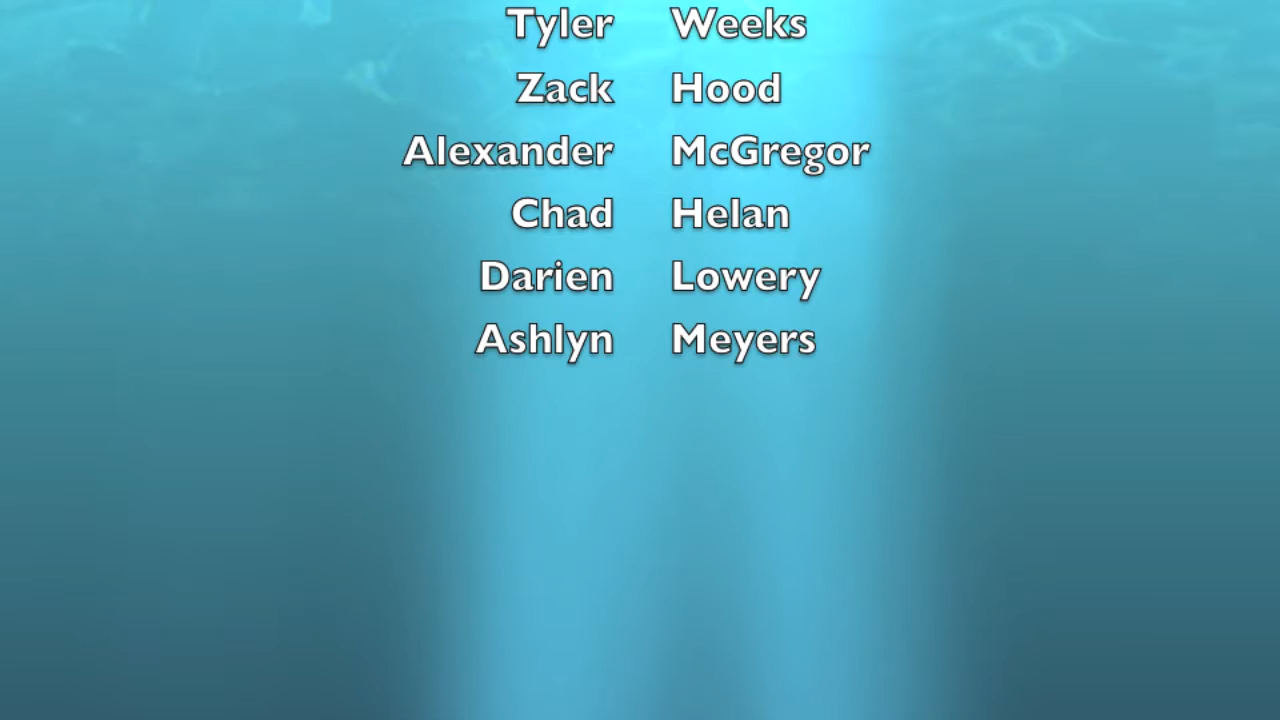 Tyler Weeks
Zack Hood
Alexander McGregor
Chad Helan
Darien Lowery
Ashlyn Meyers